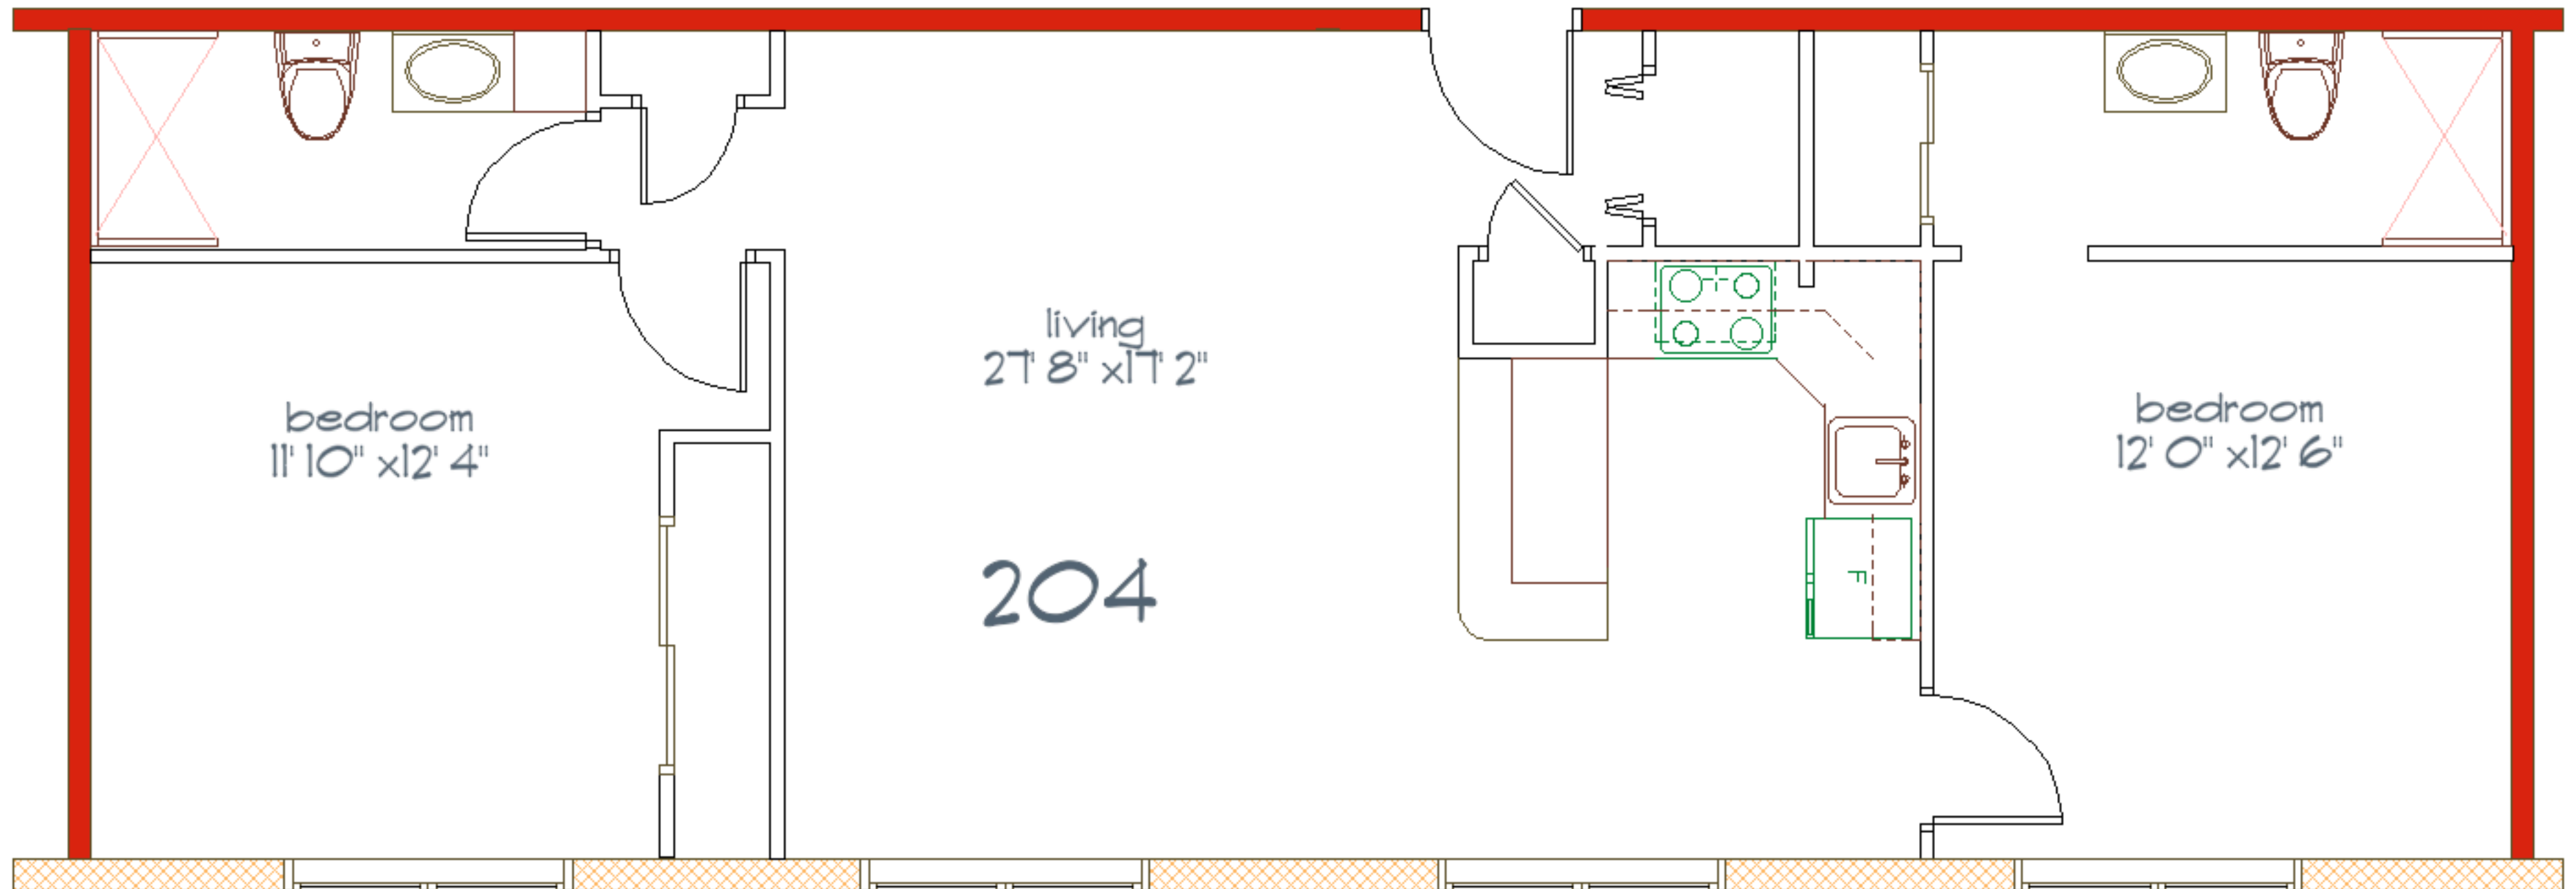 living
27' 8" x17' 2"
bedroom
11' 10" x12' 4"
bedroom
12' 0" x12' 6"
204
F